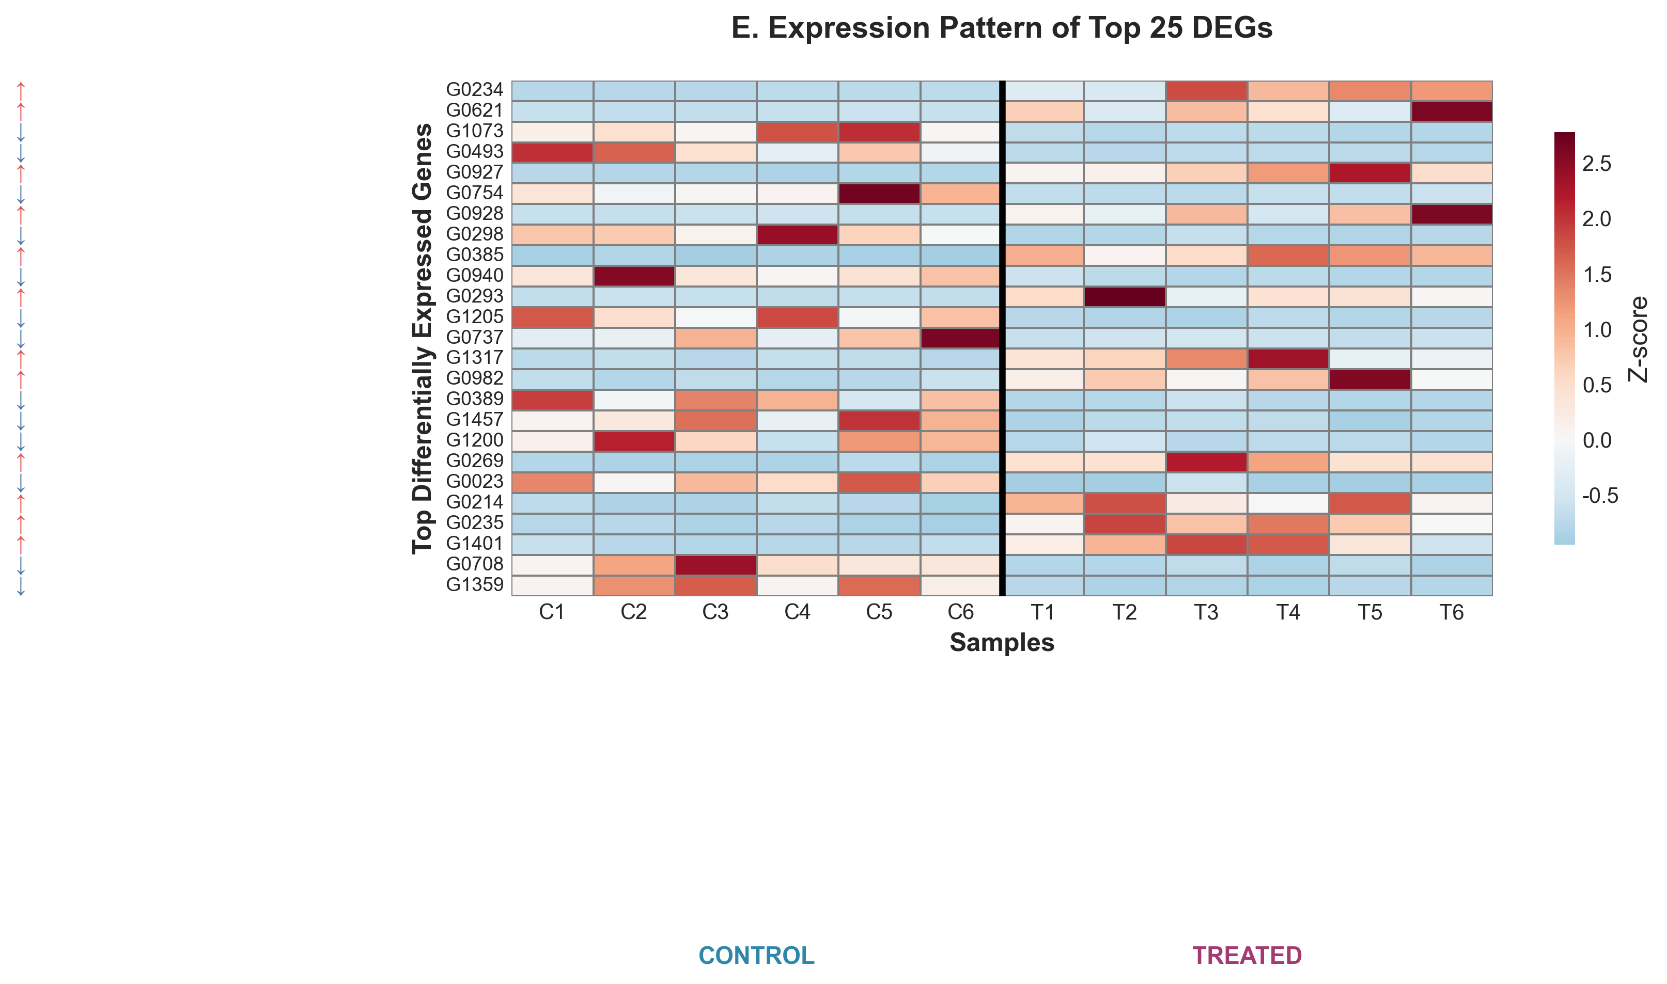 E. Expression Pattern of Top 25 DEGs
Top Differentially Expressed Genes
↑ G0234
↑ G0621
↓ G1073
↓ G0493
↑ G0927
↓ G0754
↑ G0928
↓ G0298
↑ G0385
↓ G0940
↑ G0293
↓ G1205
↓ G0737
↑ G1317
↑ G0982
↓ G0389
↓ G1457
↓ G1200
↑ G0269
↓ G0023
↑ G0214
↑ G0235
↑ G1401
↓ G0708
↓ G1359
C1 C2 C3 C4 C5 C6 T1 T2 T3 T4 T5 T6
Samples
2.5
2.0
1.5
1.0
0.5
0.0
-0.5
Z-score
CONTROL TREATED